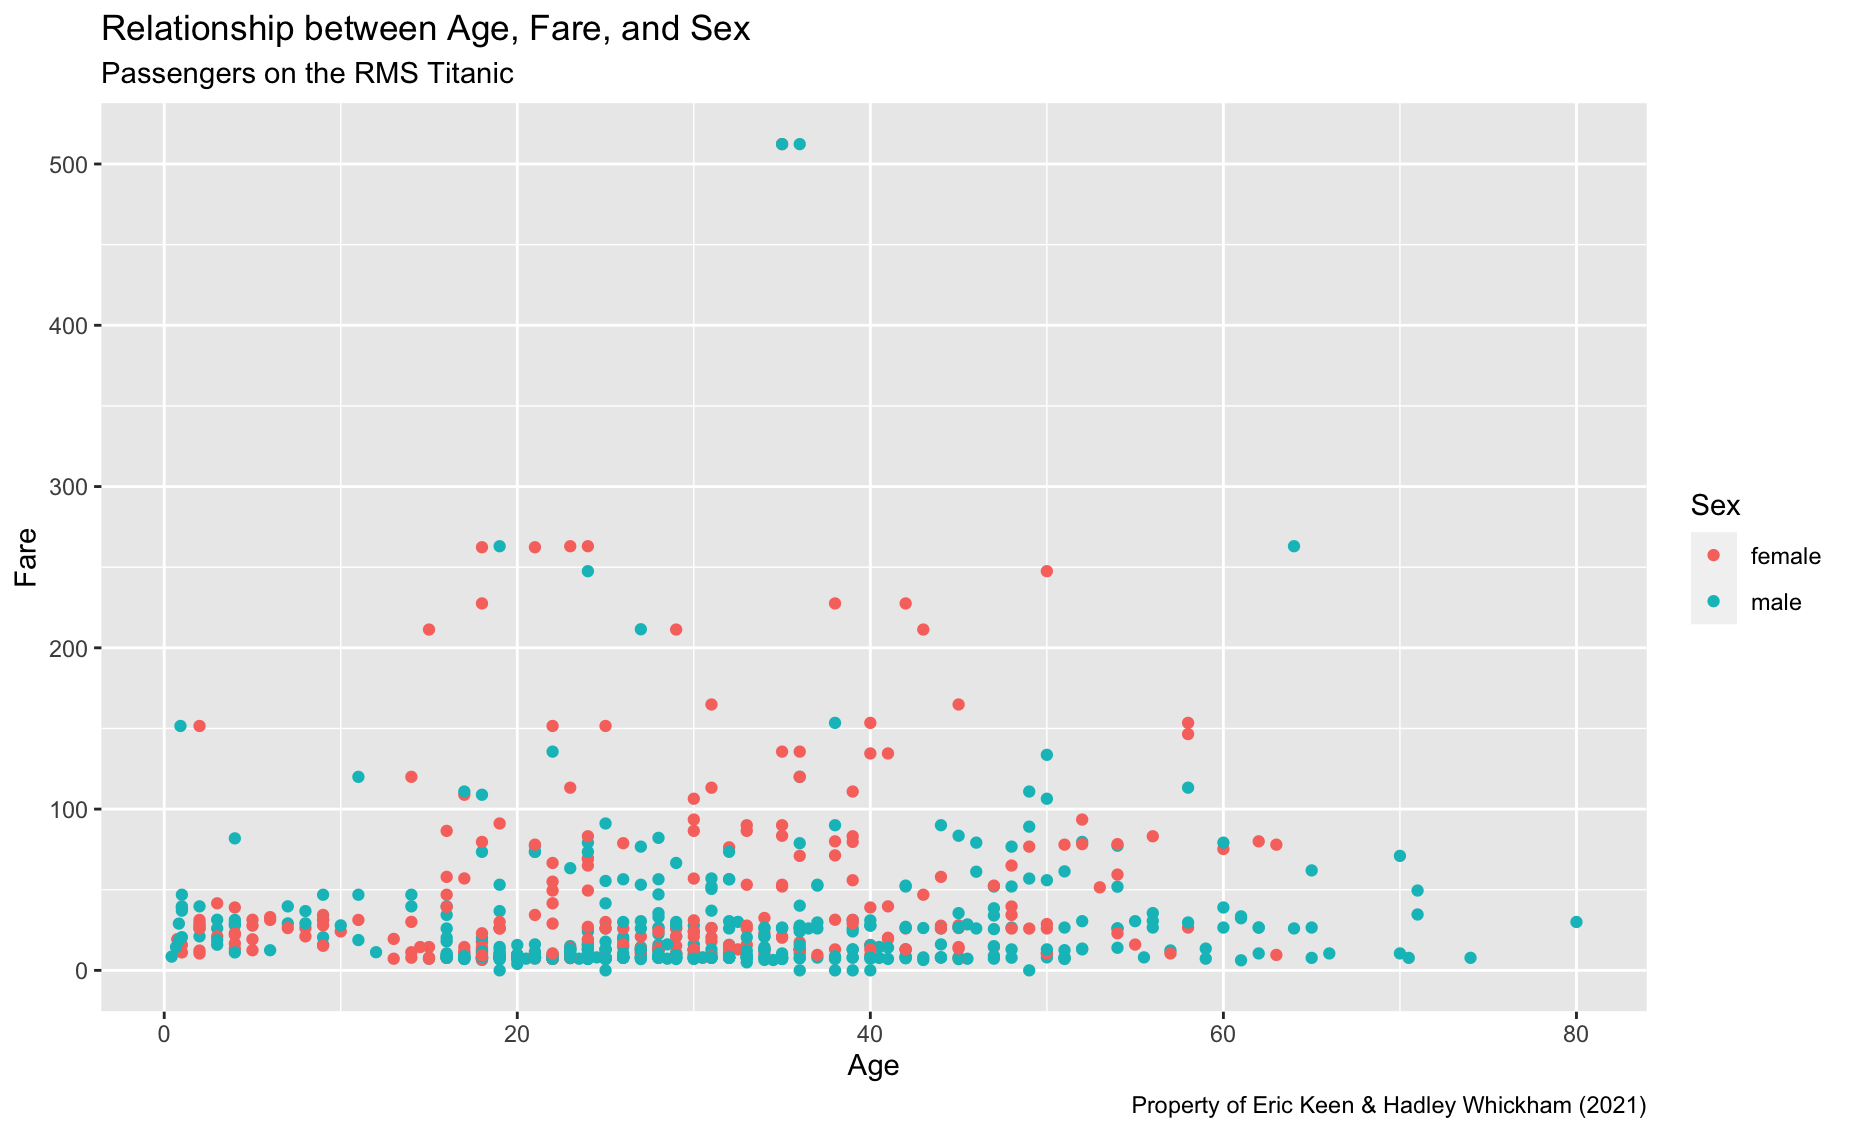 Relationship between Age, Fare, and Sex
Passengers on the RMS Titanic
500
400
300
200
100
0
Fare
0 20 40 60 80
Age
Sex
female
male
Property of Eric Keen & Hadley Whickham (2021)